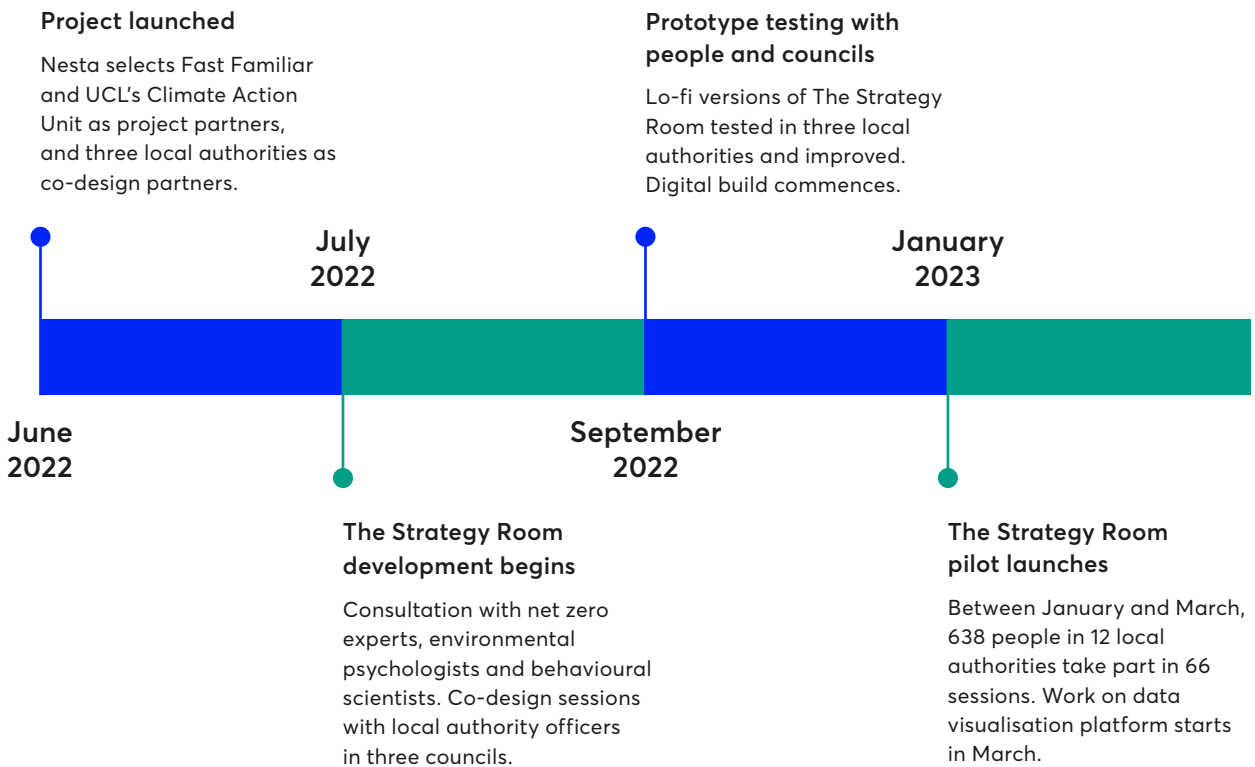 Project launched
Nesta selects Fast Familiar
and UCL's Climate Action
Unit as project partners,
and three local authorities as
co-design partners.
June
2022
July
2022
The Strategy Room
development begins
Consultation with net zero
experts, environmental
psychologists and behavioural
scientists. Co-design sessions
with local authority officers
in three councils.
Prototype testing with
people and councils
Lo-fi versions of The Strategy
Room tested in three local
authorities and improved.
Digital build commences.
September
2022
January
2023
The Strategy Room
pilot launches
Between January and March,
638 people in 12 local
authorities take part in 66
sessions. Work on data
visualisation platform starts
in March.